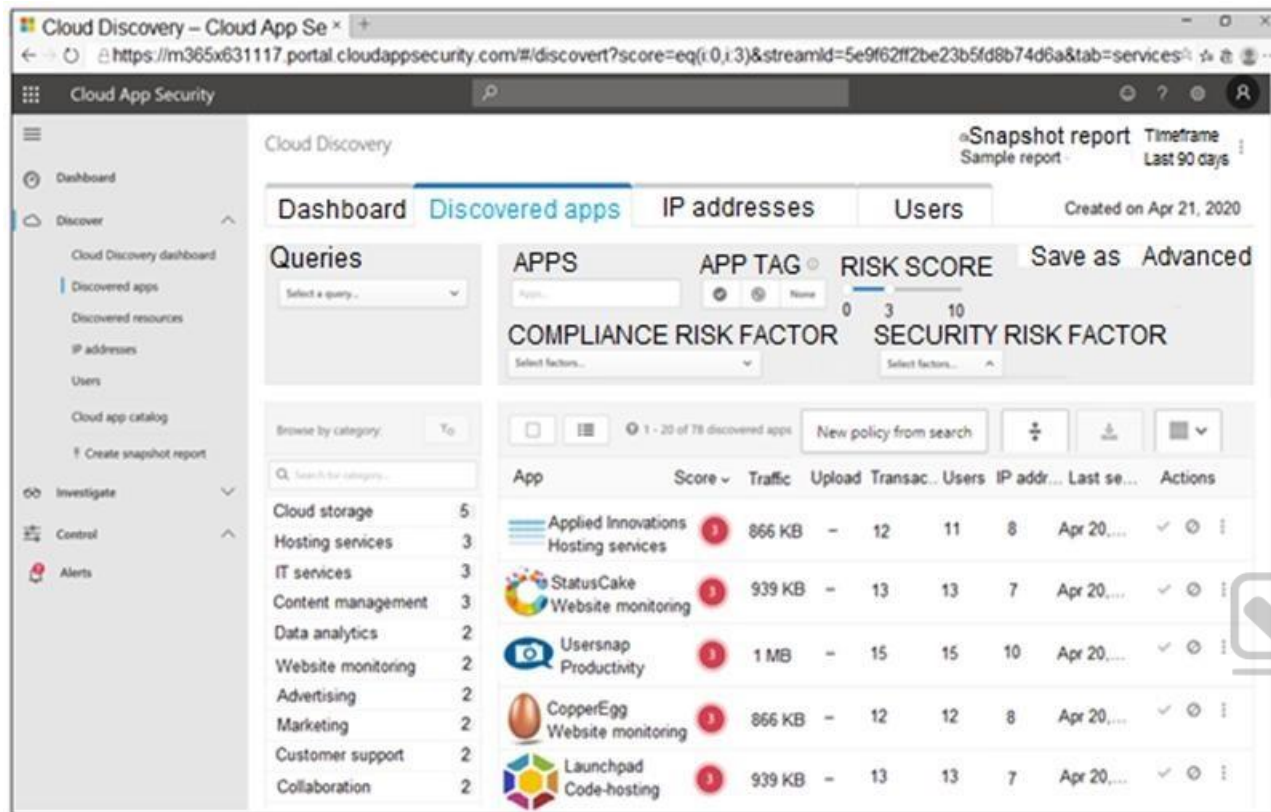 Cloud Discovery – Cloud App Se ×
https://m365x631117.portal.cloudappsecurity.com/#/discovert?score=eq(i:0,i:3)&streamId=5e9f62ff2be23b5fd8b74d6a&tab=services
Cloud App Security
Cloud Discovery
Snapshot report
Sample report
Timeframe
Last 90 days
Dashboard
Discover
Cloud Discovery dashboard
Discovered apps
Discovered resources
IP addresses
Users
Cloud app catalog
Create snapshot report
Investigate
Control
Alerts
Dashboard Discovered apps IP addresses Users Created on Apr 21, 2020
Queries
Select a query...
APPS
Apps...
APP TAG
None
RISK SCORE
0 3 10
Save as Advanced
COMPLIANCE RISK FACTOR
Select factors...
SECURITY RISK FACTOR
Select factors...
Browse by category:
Search for category...
Cloud storage 5
Hosting services 3
IT services 3
Content management 3
Data analytics 2
Website monitoring 2
Advertising 2
Marketing 2
Customer support 2
Collaboration 2
1 - 20 of 78 discovered apps New policy from search
App Score Traffic Upload Transac.. Users IP addr... Last se... Actions
Applied Innovations
Hosting services
3 866 KB – 12 11 8 Apr 20,...
StatusCake
Website monitoring
3 939 KB – 13 13 7 Apr 20,...
Usersnap
Productivity
3 1 MB – 15 15 10 Apr 20,...
CopperEgg
Website monitoring
3 866 KB – 12 12 8 Apr 20,...
Launchpad
Code-hosting
3 939 KB – 13 13 7 Apr 20,...